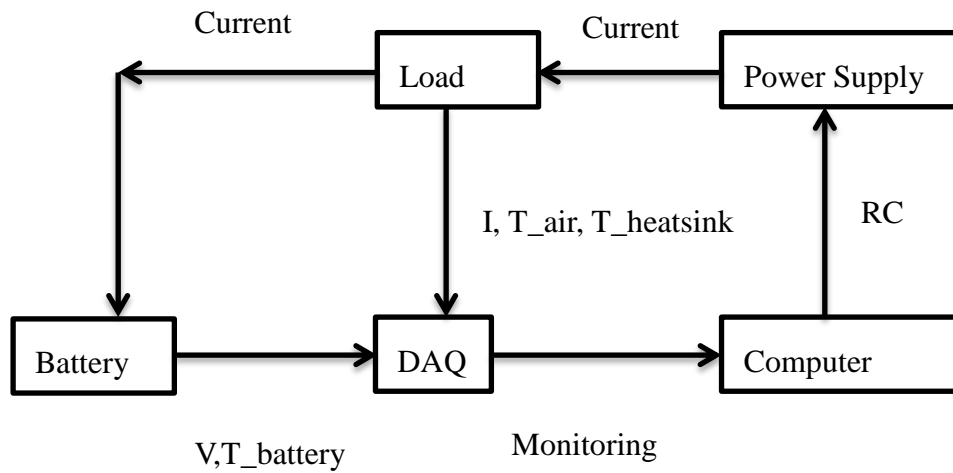 Current
Current
Load
Power Supply
I, T_air, T_heatsink
RC
Battery
DAQ
Computer
V,T_battery
Monitoring